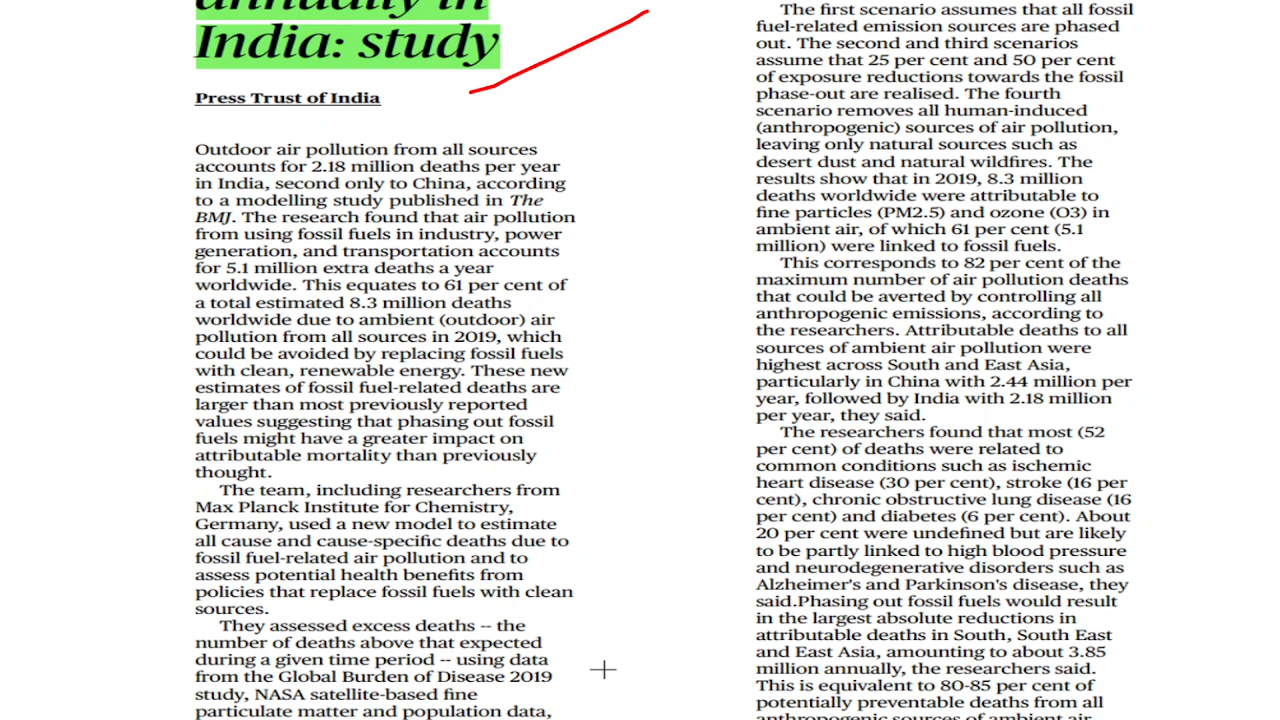 annually in
India: study
Press Trust of India
Outdoor air pollution from all sources
accounts for 2.18 million deaths per year
in India, second only to China, according
to a modelling study published in The
BMJ. The research found that air pollution
from using fossil fuels in industry, power
generation, and transportation accounts
for 5.1 million extra deaths a year
worldwide. This equates to 61 per cent of
a total estimated 8.3 million deaths
worldwide due to ambient (outdoor) air
pollution from all sources in 2019, which
could be avoided by replacing fossil fuels
with clean, renewable energy. These new
estimates of fossil fuel-related deaths are
larger than most previously reported
values suggesting that phasing out fossil
fuels might have a greater impact on
attributable mortality than previously
thought.
The team, including researchers from
Max Planck Institute for Chemistry,
Germany, used a new model to estimate
all cause and cause-specific deaths due to
fossil fuel-related air pollution and to
assess potential health benefits from
policies that replace fossil fuels with clean
sources.
They assessed excess deaths -- the
number of deaths above that expected
during a given time period -- using data
from the Global Burden of Disease 2019
study, NASA satellite-based fine
particulate matter and population data,
The first scenario assumes that all fossil
fuel-related emission sources are phased
out. The second and third scenarios
assume that 25 per cent and 50 per cent
of exposure reductions towards the fossil
phase-out are realised. The fourth
scenario removes all human-induced
(anthropogenic) sources of air pollution,
leaving only natural sources such as
desert dust and natural wildfires. The
results show that in 2019, 8.3 million
deaths worldwide were attributable to
fine particles (PM2.5) and ozone (O3) in
ambient air, of which 61 per cent (5.1
million) were linked to fossil fuels.
This corresponds to 82 per cent of the
maximum number of air pollution deaths
that could be averted by controlling all
anthropogenic emissions, according to
the researchers. Attributable deaths to all
sources of ambient air pollution were
highest across South and East Asia,
particularly in China with 2.44 million per
year, followed by India with 2.18 million
per year, they said.
The researchers found that most (52
per cent) of deaths were related to
common conditions such as ischemic
heart disease (30 per cent), stroke (16 per
cent), chronic obstructive lung disease (16
per cent) and diabetes (6 per cent). About
20 per cent were undefined but are likely
to be partly linked to high blood pressure
and neurodegenerative disorders such as
Alzheimer's and Parkinson's disease, they
said.Phasing out fossil fuels would result
in the largest absolute reductions in
attributable deaths in South, South East
and East Asia, amounting to about 3.85
million annually, the researchers said.
This is equivalent to 80-85 per cent of
potentially preventable deaths from all
anthropogenic sources of ambient air